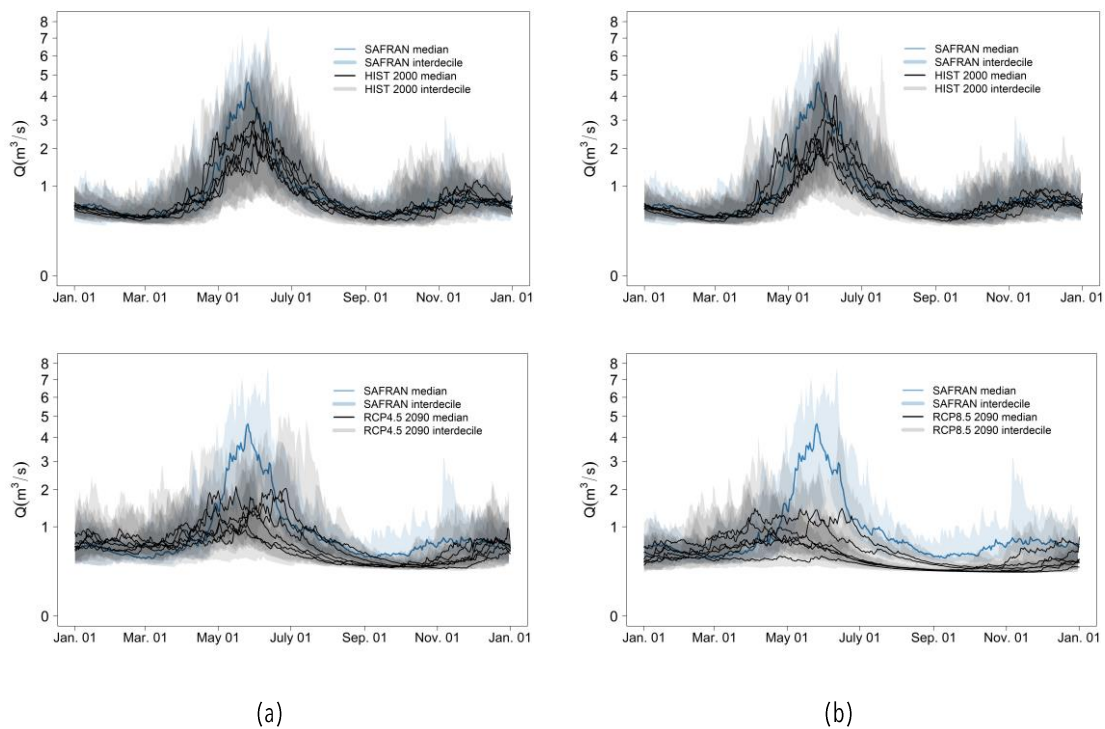 8
7
6
5
4
3
2
1
0
Q(m³/s)
SAFRAN median
SAFRAN interdecile
HIST 2000 median
HIST 2000 interdecile
Jan. 01 Mar. 01 May 01 July 01 Sep. 01 Nov. 01 Jan. 01
8
7
6
5
4
3
2
1
0
Q(m³/s)
SAFRAN median
SAFRAN interdecile
HIST 2000 median
HIST 2000 interdecile
Jan. 01 Mar. 01 May 01 July 01 Sep. 01 Nov. 01 Jan. 01
8
7
6
5
4
3
2
1
0
Q(m³/s)
SAFRAN median
SAFRAN interdecile
RCP4.5 2090 median
RCP4.5 2090 interdecile
Jan. 01 Mar. 01 May 01 July 01 Sep. 01 Nov. 01 Jan. 01
8
7
6
5
4
3
2
1
0
Q(m³/s)
SAFRAN median
SAFRAN interdecile
RCP8.5 2090 median
RCP8.5 2090 interdecile
Jan. 01 Mar. 01 May 01 July 01 Sep. 01 Nov. 01 Jan. 01
(a) (b)